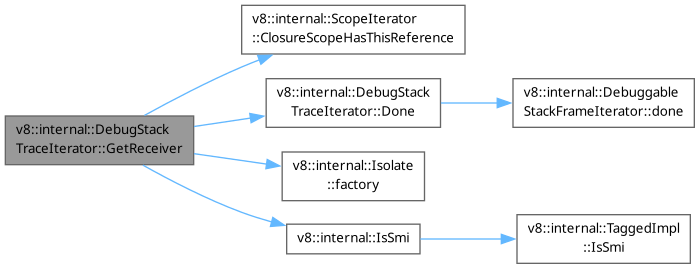 v8::internal::DebugStack
TraceIterator::GetReceiver
v8::internal::ScopeIterator
::ClosureScopeHasThisReference
v8::internal::DebugStack
TraceIterator::Done
v8::internal::Debuggable
StackFrameIterator::done
v8::internal::Isolate
::factory
v8::internal::IsSmi
v8::internal::TaggedImpl
::IsSmi